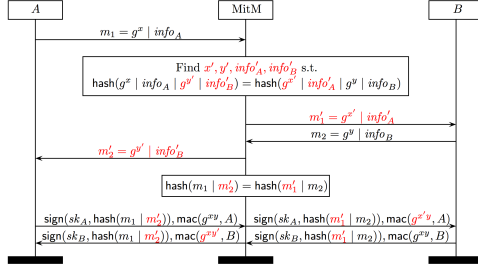 A MitM B
m₁ = gˣ | info_A
Find x′, y′, info′_A, info′_B s.t.
hash(gˣ | info_A | g^y′ | info′_B) = hash(g^x′ | info′_A | g^y | info_B)
m′₁ = g^x′ | info′_A
m₂ = g^y | info_B
m′₂ = g^y′ | info′_B
hash(m₁ | m′₂) = hash(m′₁ | m₂)
sign(sk_A, hash(m₁ | m′₂)), mac(g^xy′, A) sign(sk_A, hash(m′₁ | m₂)), mac(g^x′y, A)
sign(sk_B, hash(m₁ | m′₂)), mac(g^xy′, B) sign(sk_B, hash(m′₁ | m₂)), mac(g^xy, B)